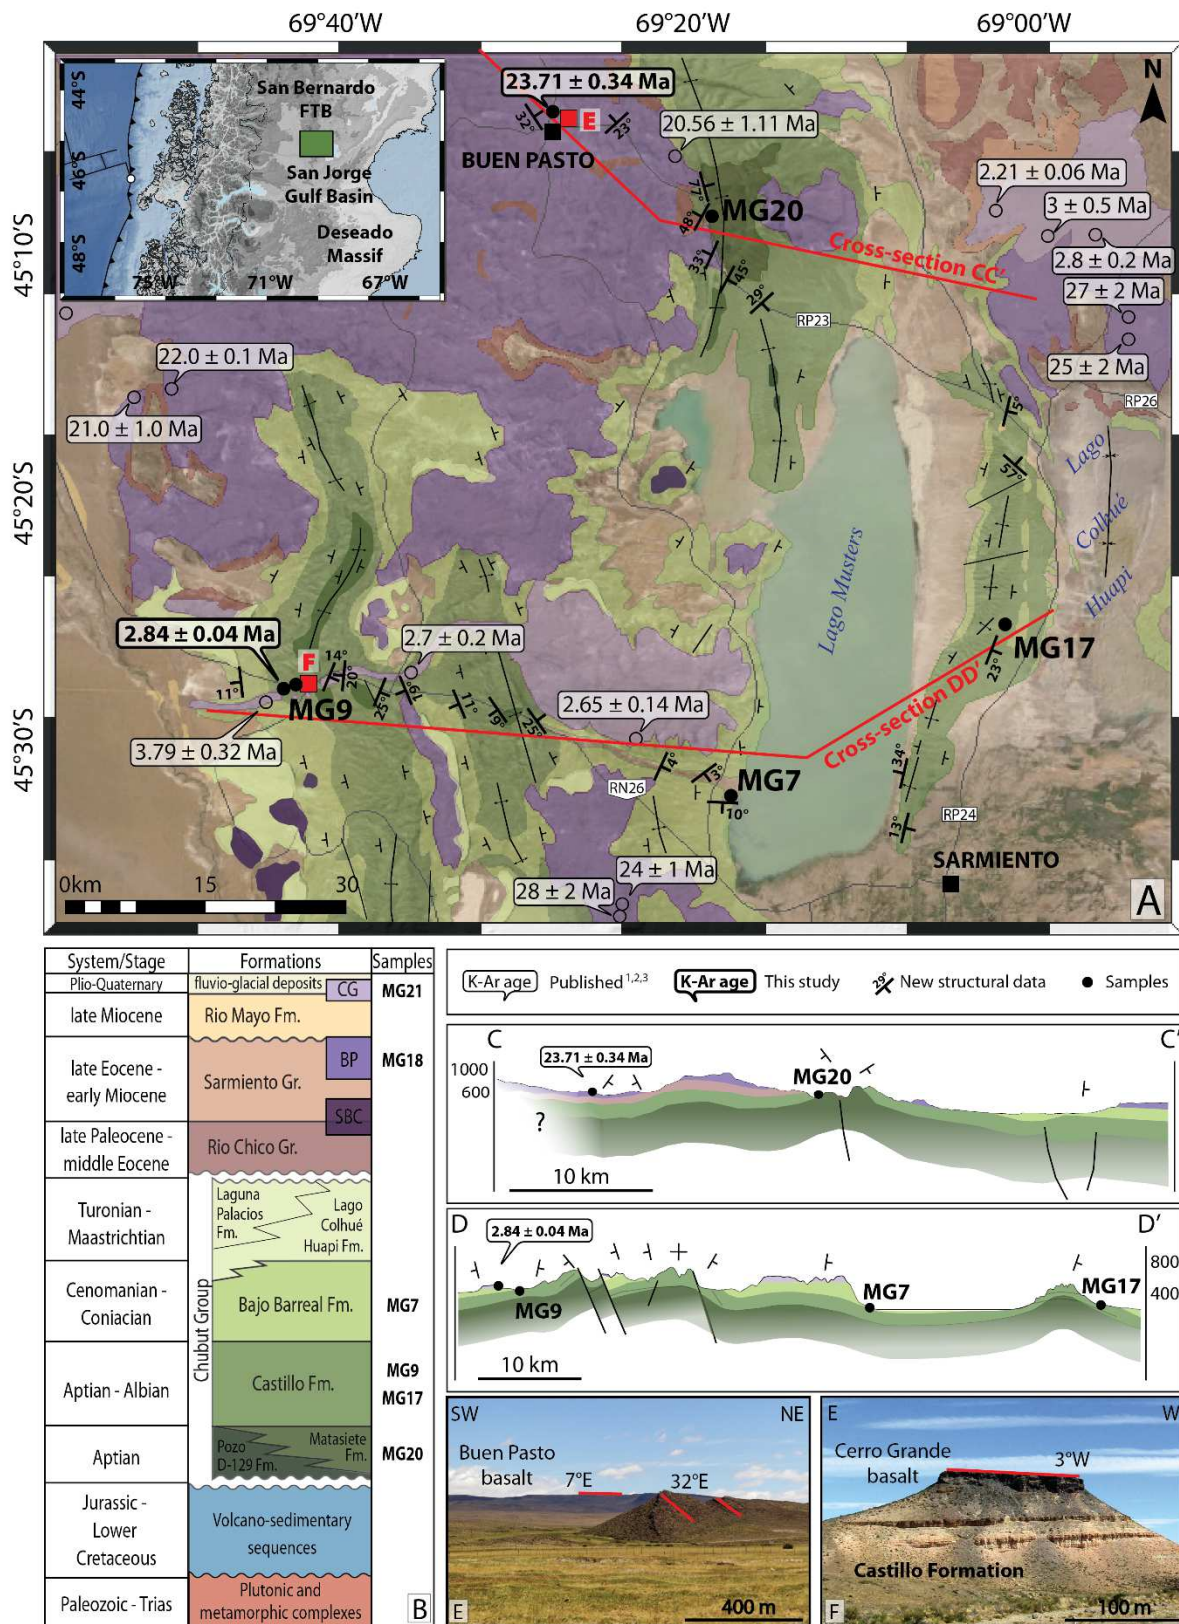 69°40′W
69°20′W
69°00′W
44°S
46°S
48°S
San Bernardo
FTB
San Jorge
Gulf Basin
Deseado
Massif
75°W
71°W
67°W
23.71 ± 0.34 Ma
32°
E
23°
BUEN PASTO
20.56 ± 1.11 Ma
N
77°
MG20
48°
33°
45°
29°
2.21 ± 0.06 Ma
3 ± 0.5 Ma
2.8 ± 0.2 Ma
27 ± 2 Ma
25 ± 2 Ma
Cross-section CC′
RP23
RP26
45°10′S
22.0 ± 0.1 Ma
21.0 ± 1.0 Ma
5°
57°
Lago
Colhué
Huapi
45°20′S
Lago Musters
2.84 ± 0.04 Ma
F
14°
20°
2.7 ± 0.2 Ma
11°
MG9
25°
19°
11°
19°
25°
3.79 ± 0.32 Ma
2.65 ± 0.14 Ma
MG17
23°
Cross-section DD′
45°30′S
RN26
4°
3°
MG7
10°
34°
13°
RP24
SARMIENTO
24 ± 1 Ma
28 ± 2 Ma
0km
15
30
A
System/Stage
Formations
Samples
Plio-Quaternary
fluvio-glacial deposits
CG
MG21
late Miocene
Rio Mayo Fm.
late Eocene -
early Miocene
Sarmiento Gr.
BP
MG18
SBC
late Paleocene -
middle Eocene
Rio Chico Gr.
Turonian -
Maastrichtian
Laguna
Palacios
Fm.
Lago
Colhué
Huapi Fm.
Chubut Group
Cenomanian -
Coniacian
Bajo Barreal Fm.
MG7
Aptian - Albian
Castillo Fm.
MG9
MG17
Aptian
Pozo
D-129 Fm.
Matasiete
Fm.
MG20
Jurassic -
Lower
Cretaceous
Volcano-sedimentary
sequences
Paleozoic - Trias
Plutonic and
metamorphic complexes
B
K-Ar age
Published 1,2,3
K-Ar age
This study
29°
New structural data
Samples
C
C′
1000
600
23.71 ± 0.34 Ma
MG20
?
10 km
D
D′
2.84 ± 0.04 Ma
MG9
MG7
MG17
800
400
10 km
SW
NE
Buen Pasto
basalt
7°E
32°E
E
400 m
E
W
Cerro Grande
basalt
3°W
Castillo Formation
F
100 m